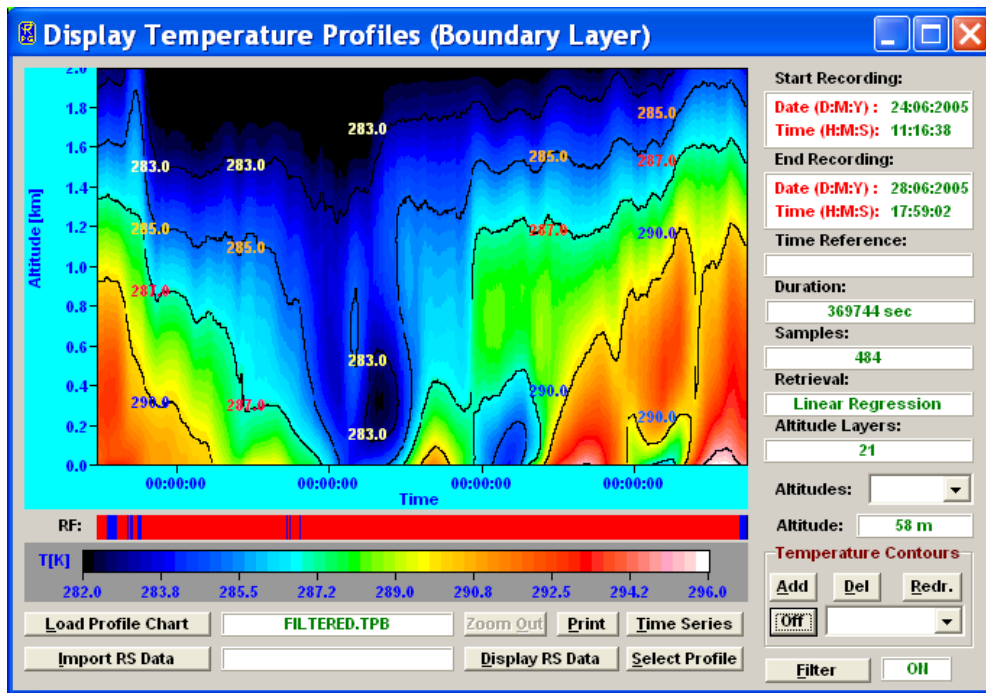 Display Temperature Profiles (Boundary Layer)
Start Recording:
Date (D:M:Y) : 24:06:2005
Time (H:M:S): 11:16:38
End Recording:
Date (D:M:Y) : 28:06:2005
Time (H:M:S): 17:59:02
Time Reference:
Duration:
369744 sec
Samples:
484
Retrieval:
Linear Regression
Altitude Layers:
21
Altitudes:
Altitude: 58 m
Temperature Contours
Add Del Redr.
Off
Filter ON
Altitude [km]
2.0
1.8
1.6
1.4
1.2
1.0
0.8
0.6
0.4
0.2
0.0
285.0
283.0
283.0 283.0 285.0 287.0
285.0 285.0 287.0 290.0
287.0
283.0
290.0 287.0 290.0 290.0
283.0
00:00:00 00:00:00 00:00:00 00:00:00
Time
RF:
T[K]
282.0 283.8 285.5 287.2 289.0 290.8 292.5 294.2 296.0
Load Profile Chart FILTERED.TPB Zoom Out Print Time Series
Import RS Data Display RS Data Select Profile